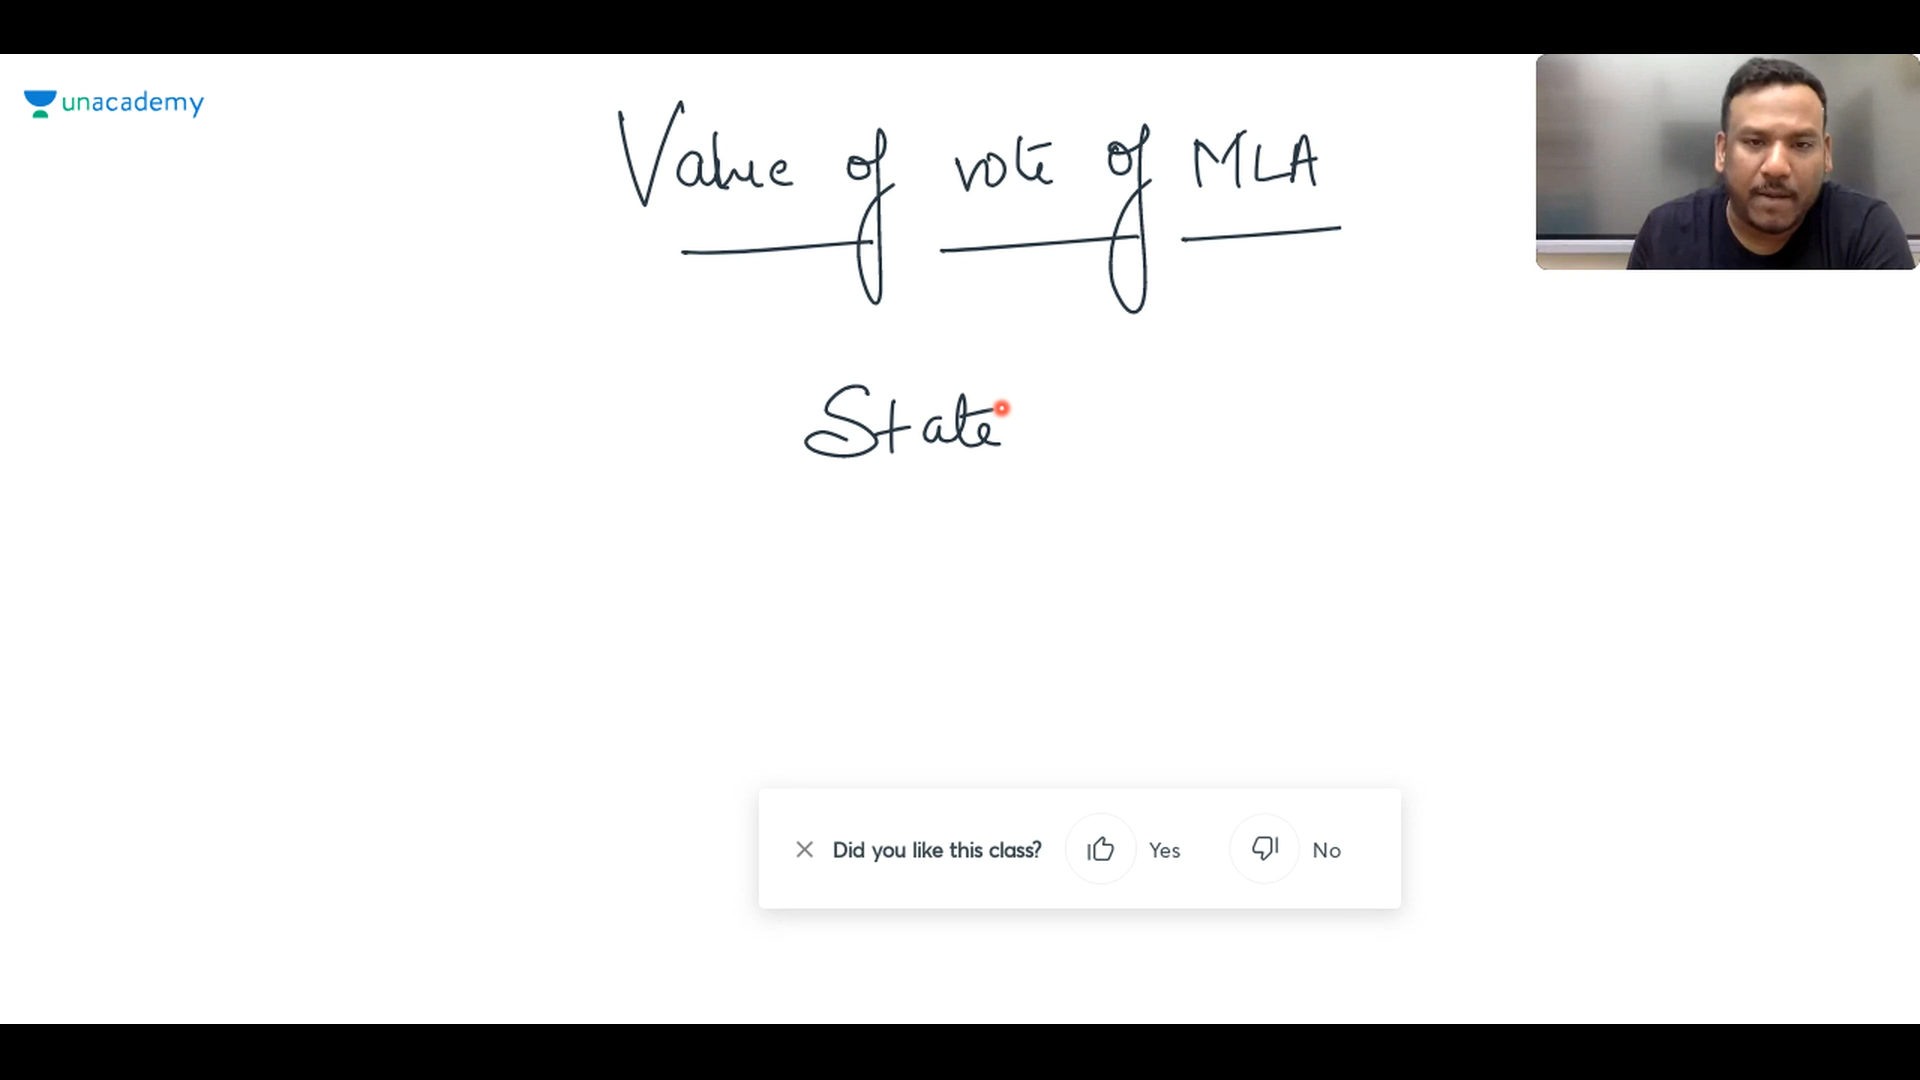 unacademy
Value of vote of MLA
State
Did you like this class? Yes No